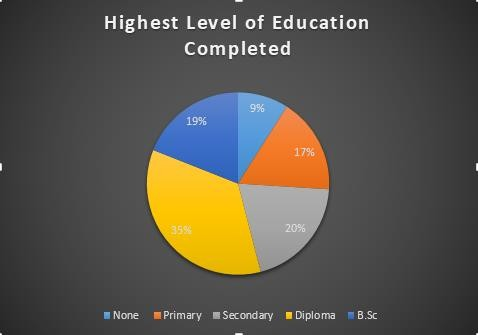 Highest Level of Education
Completed
9%
19%
17%
20%
35%
None Primary Secondary Diploma B.Sc